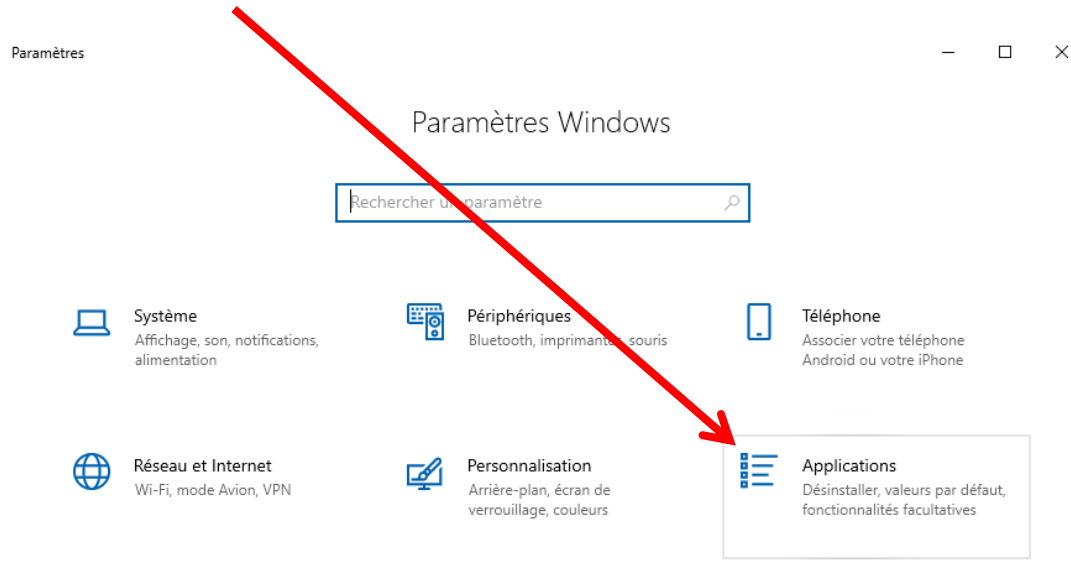 Paramètres
Paramètres Windows
Rechercher un paramètre
Système
Affichage, son, notifications,
alimentation
Périphériques
Bluetooth, imprimantes, souris
Téléphone
Associer votre téléphone
Android ou votre iPhone
Réseau et Internet
Wi-Fi, mode Avion, VPN
Personnalisation
Arrière-plan, écran de
verrouillage, couleurs
Applications
Désinstaller, valeurs par défaut,
fonctionnalités facultatives